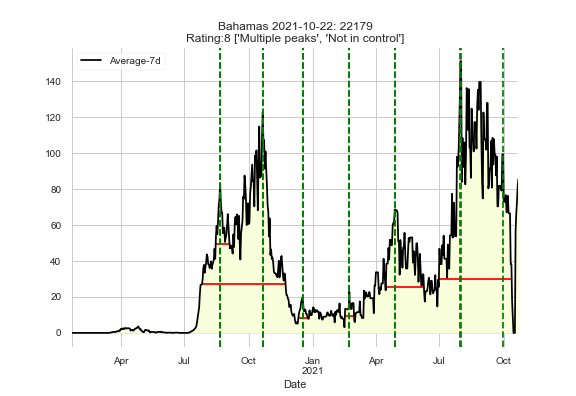 Bahamas 2021-10-22: 22179
Rating:8 ['Multiple peaks', 'Not in control']
Average-7d
140
120
100
80
60
40
20
0
Apr
Jul
Oct
Jan
2021
Apr
Jul
Oct
Date